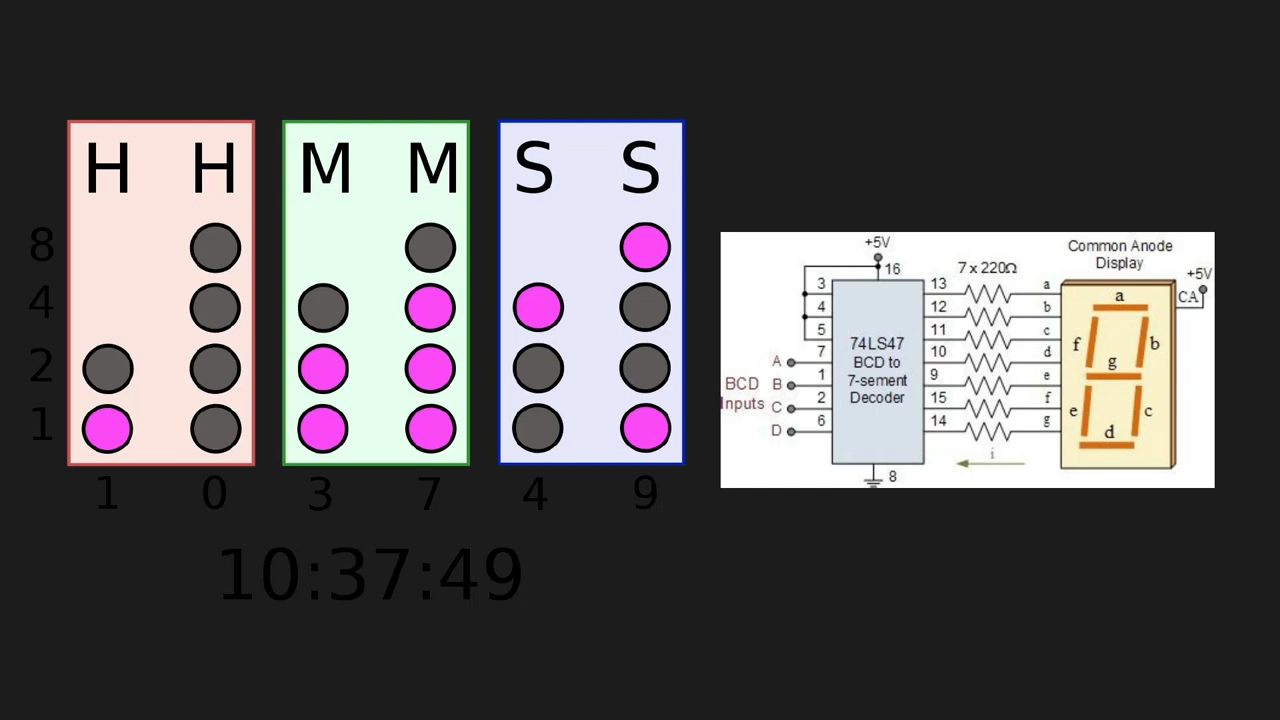 H H M M S S
8
4
2
1
1 0 3 7 4 9
10:37:49
+5V
16
7 x 220Ω
Common Anode
Display
+5V
CA
3
4
5
7
1
2
6
A
B
C
D
BCD
Inputs
74LS47
BCD to
7-sement
Decoder
13
12
11
10
9
15
14
a
b
c
d
e
f
g
i
8
a
f
b
g
e
c
d